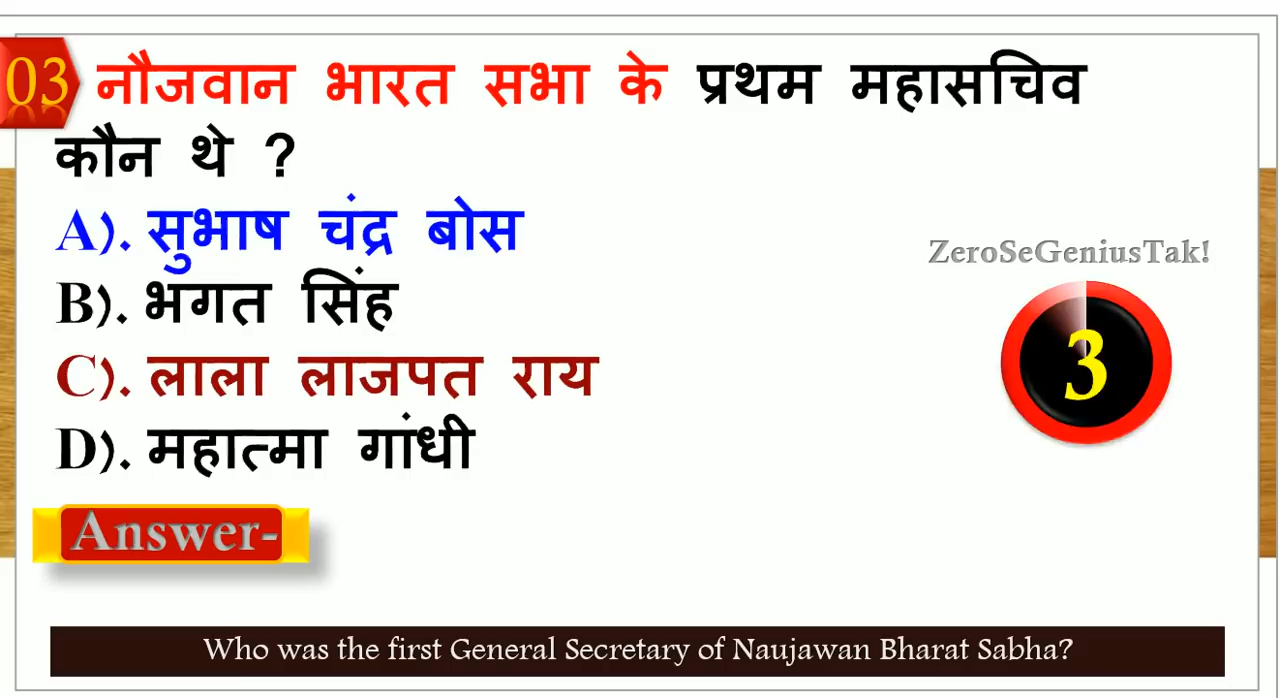 03 नौजवान भारत सभा के प्रथम महासचिव
कौन थे ?
A). सुभाष चंद्र बोस
B). भगत सिंह
C). लाला लाजपत राय
D). महात्मा गांधी
ZeroSeGeniusTak!
3
Answer-
Who was the first General Secretary of Naujawan Bharat Sabha?